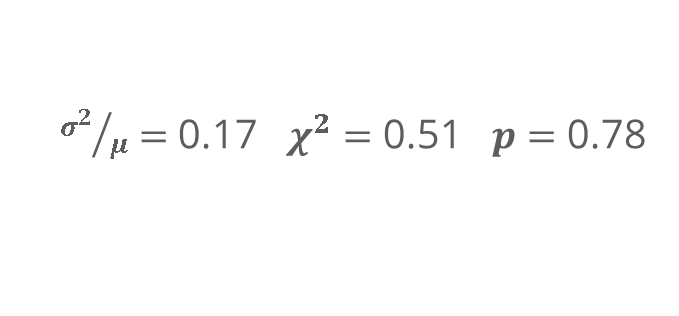 σ²/μ = 0.17 χ² = 0.51 p = 0.78